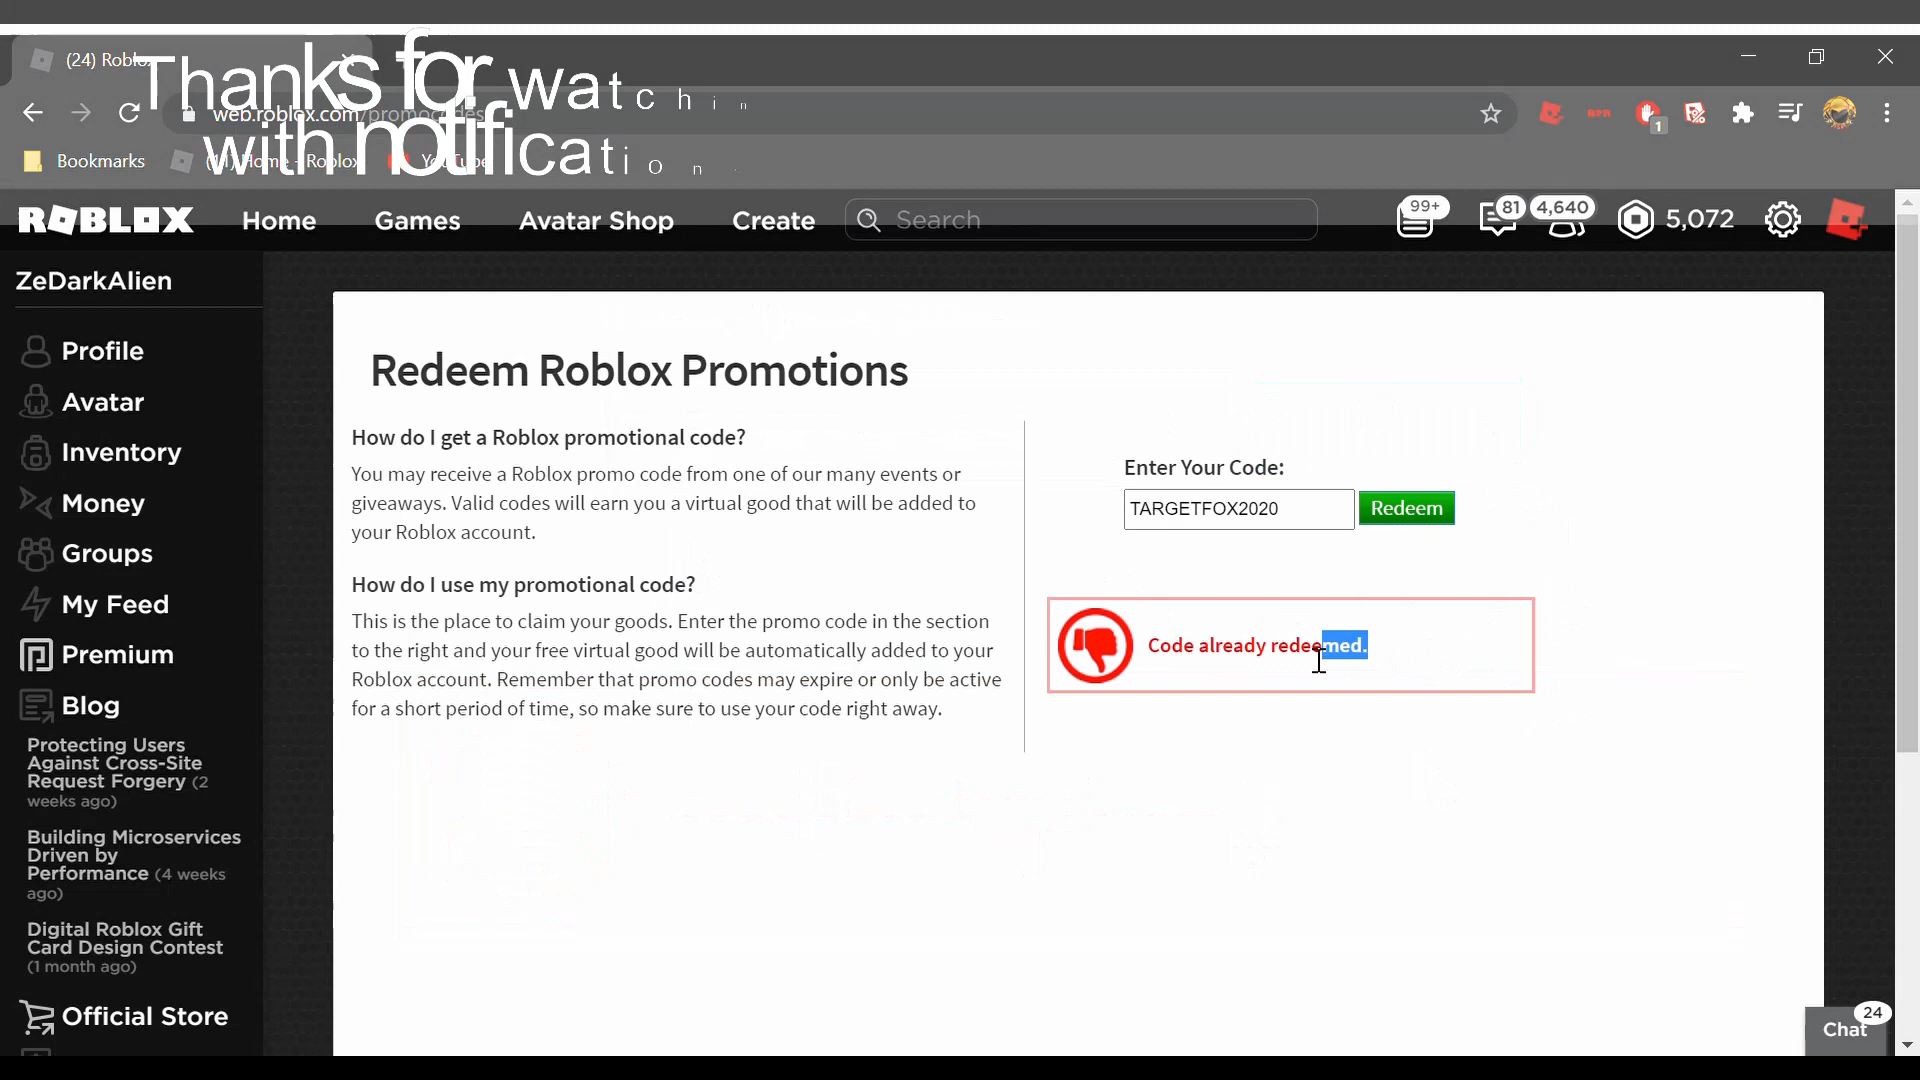 (24) Roblo
Thanks for watchin
with notification
web.roblox.com/promocodes
Bookmarks
Home - Roblox
YouTube
1
ROBLOX
Home
Games
Avatar Shop
Create
Search
99+
81
4,640
5,072
ZeDarkAlien
Profile
Avatar
Inventory
Money
Groups
My Feed
Premium
Blog
Protecting Users
Against Cross-Site
Request Forgery (2
weeks ago)
Building Microservices
Driven by
Performance (4 weeks
ago)
Digital Roblox Gift
Card Design Contest
(1 month ago)
Official Store
Redeem Roblox Promotions
How do I get a Roblox promotional code?
You may receive a Roblox promo code from one of our many events or
giveaways. Valid codes will earn you a virtual good that will be added to
your Roblox account.
How do I use my promotional code?
This is the place to claim your goods. Enter the promo code in the section
to the right and your free virtual good will be automatically added to your
Roblox account. Remember that promo codes may expire or only be active
for a short period of time, so make sure to use your code right away.
Enter Your Code:
TARGETFOX2020
Redeem
Code already redeemed.
Chat
24